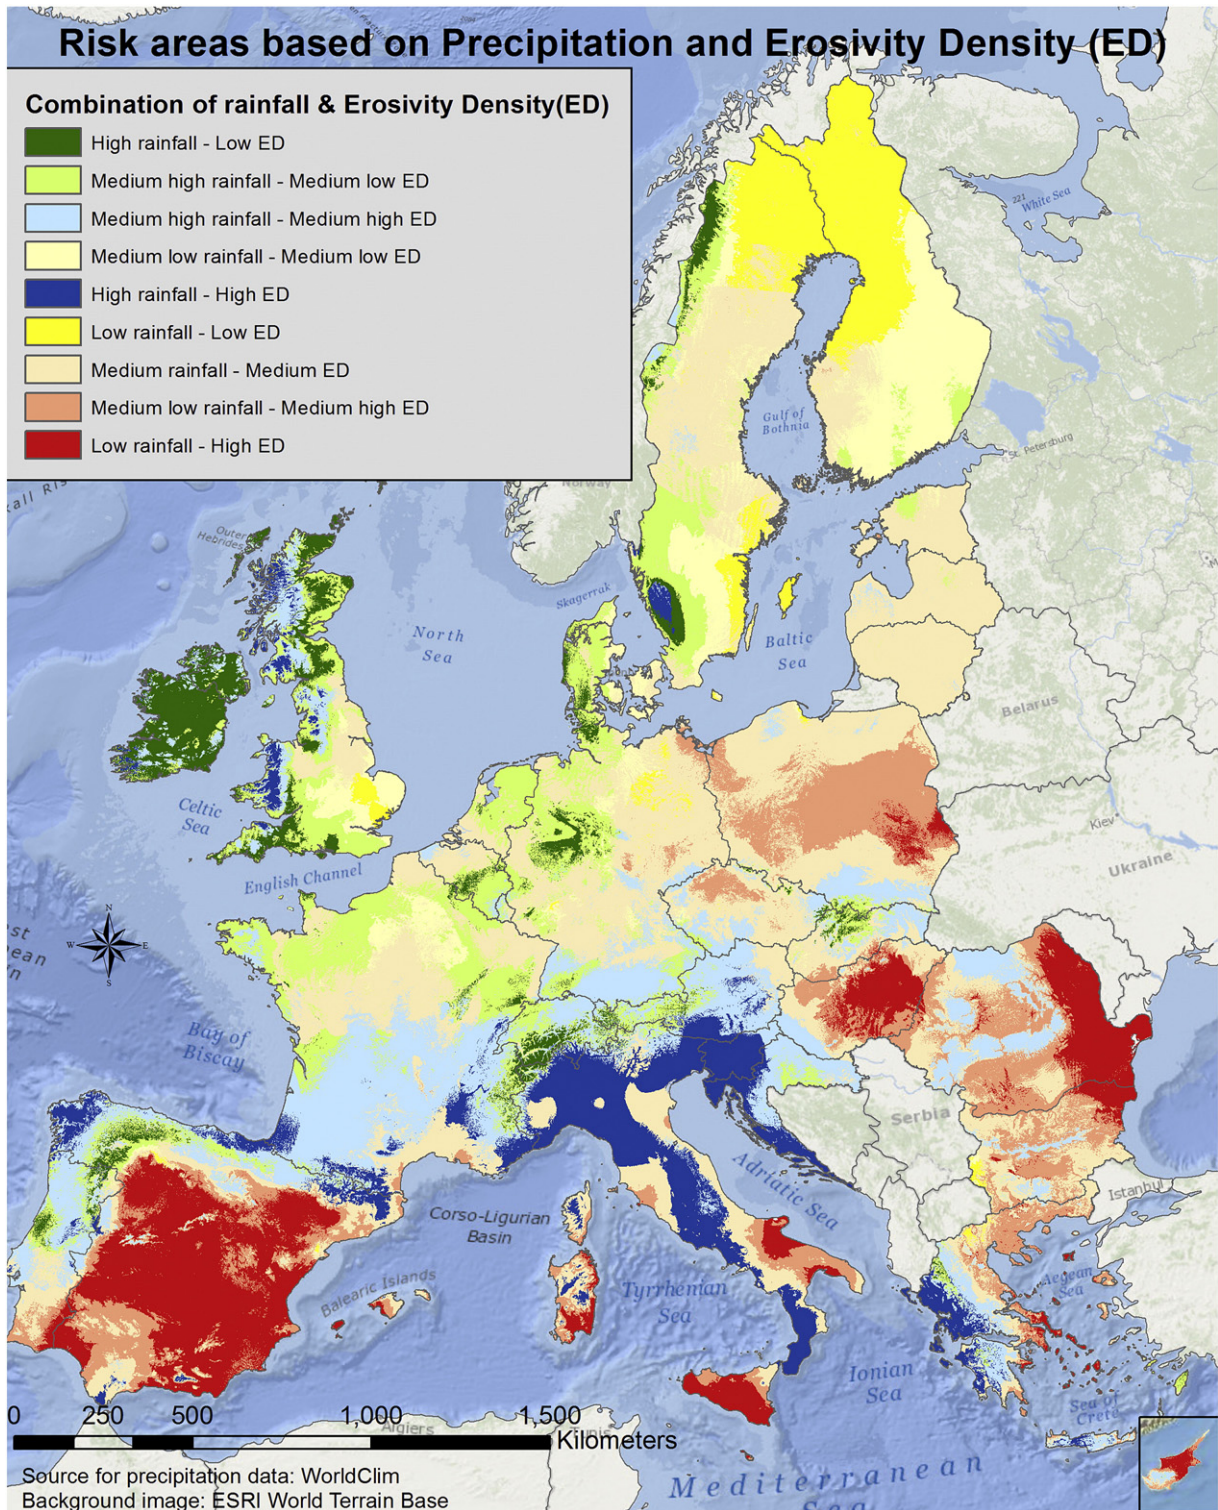 Risk areas based on Precipitation and Erosivity Density (ED)
Combination of rainfall & Erosivity Density(ED)
High rainfall - Low ED
Medium high rainfall - Medium low ED
Medium high rainfall - Medium high ED
Medium low rainfall - Medium low ED
High rainfall - High ED
Low rainfall - Low ED
Medium rainfall - Medium ED
Medium low rainfall - Medium high ED
Low rainfall - High ED
221
White Sea
Gulf of
Bothnia
St. Petersburg
Norway
Outer
Hebrides
Skagerrak
North
Sea
Baltic
Sea
Belarus
Celtic
Sea
Kiev
Ukraine
English Channel
N
W
E
S
Bay of
Biscay
Serbia
Adriatic Sea
Istanbul
Corso-Ligurian
Basin
Balearic Islands
Tyrrhenian
Sea
Aegean
Sea
Ionian
Sea
Sea of
Crete
0 250 500 1,000 1,500
Kilometers
Algiers
Mediterranean
Sea
Source for precipitation data: WorldClim
Background image: ESRI World Terrain Base